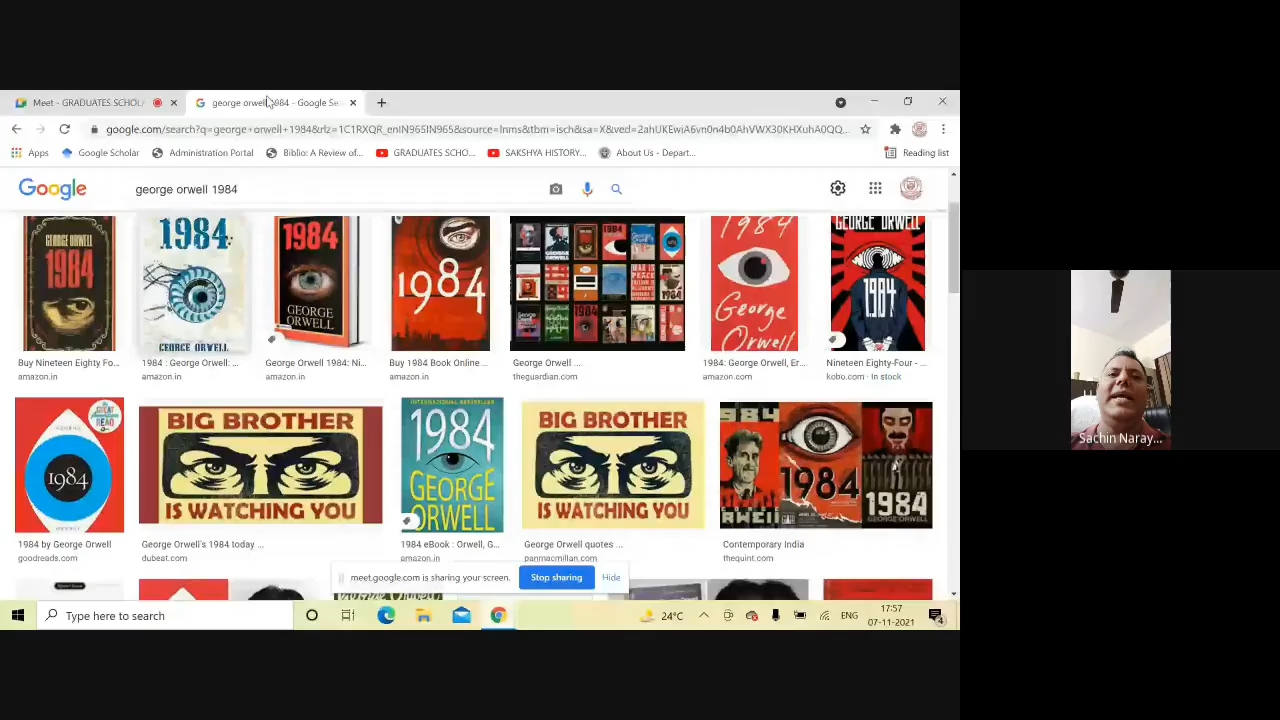 Meet - GRADUATES SCHOL
george orwell 1984 - Google Se
google.com/search?q=george+orwell+1984&rlz=1C1RXQR_enIN965IN965&source=lnms&tbm=isch&sa=X&ved=2ahUKEwiA6vn0n4b0AhVWX30KHXuhA0QQ...
Apps Google Scholar Administration Portal Biblio: A Review of... GRADUATES SCHO... SAKSHYA HISTORY... About Us - Depart... Reading list
Google george orwell 1984
GEORGE ORWELL
1984
1984
GEORGE ORWELL
1984
GEORGE
ORWELL
1984
1984
George
Orwell
GEORGE ORWELL
1984
Buy Nineteen Eighty Fo... 1984 : George Orwell: ... George Orwell 1984: Ni... Buy 1984 Book Online ... George Orwell ... 1984: George Orwell, Er... Nineteen Eighty-Four - ...
amazon.in amazon.in amazon.in amazon.in theguardian.com amazon.com kobo.com · In stock
1984
BIG BROTHER
IS WATCHING YOU
1984
GEORGE
ORWELL
BIG BROTHER
IS WATCHING YOU
1984
1984
1984
1984 by George Orwell George Orwell's 1984 today ... 1984 eBook : Orwell, G... George Orwell quotes ... Contemporary India
goodreads.com dubeat.com amazon.in panmacmillan.com thequint.com
meet.google.com is sharing your screen. Stop sharing Hide
Type here to search
24°C
ENG
17:57
07-11-2021
4
Sachin Naray...